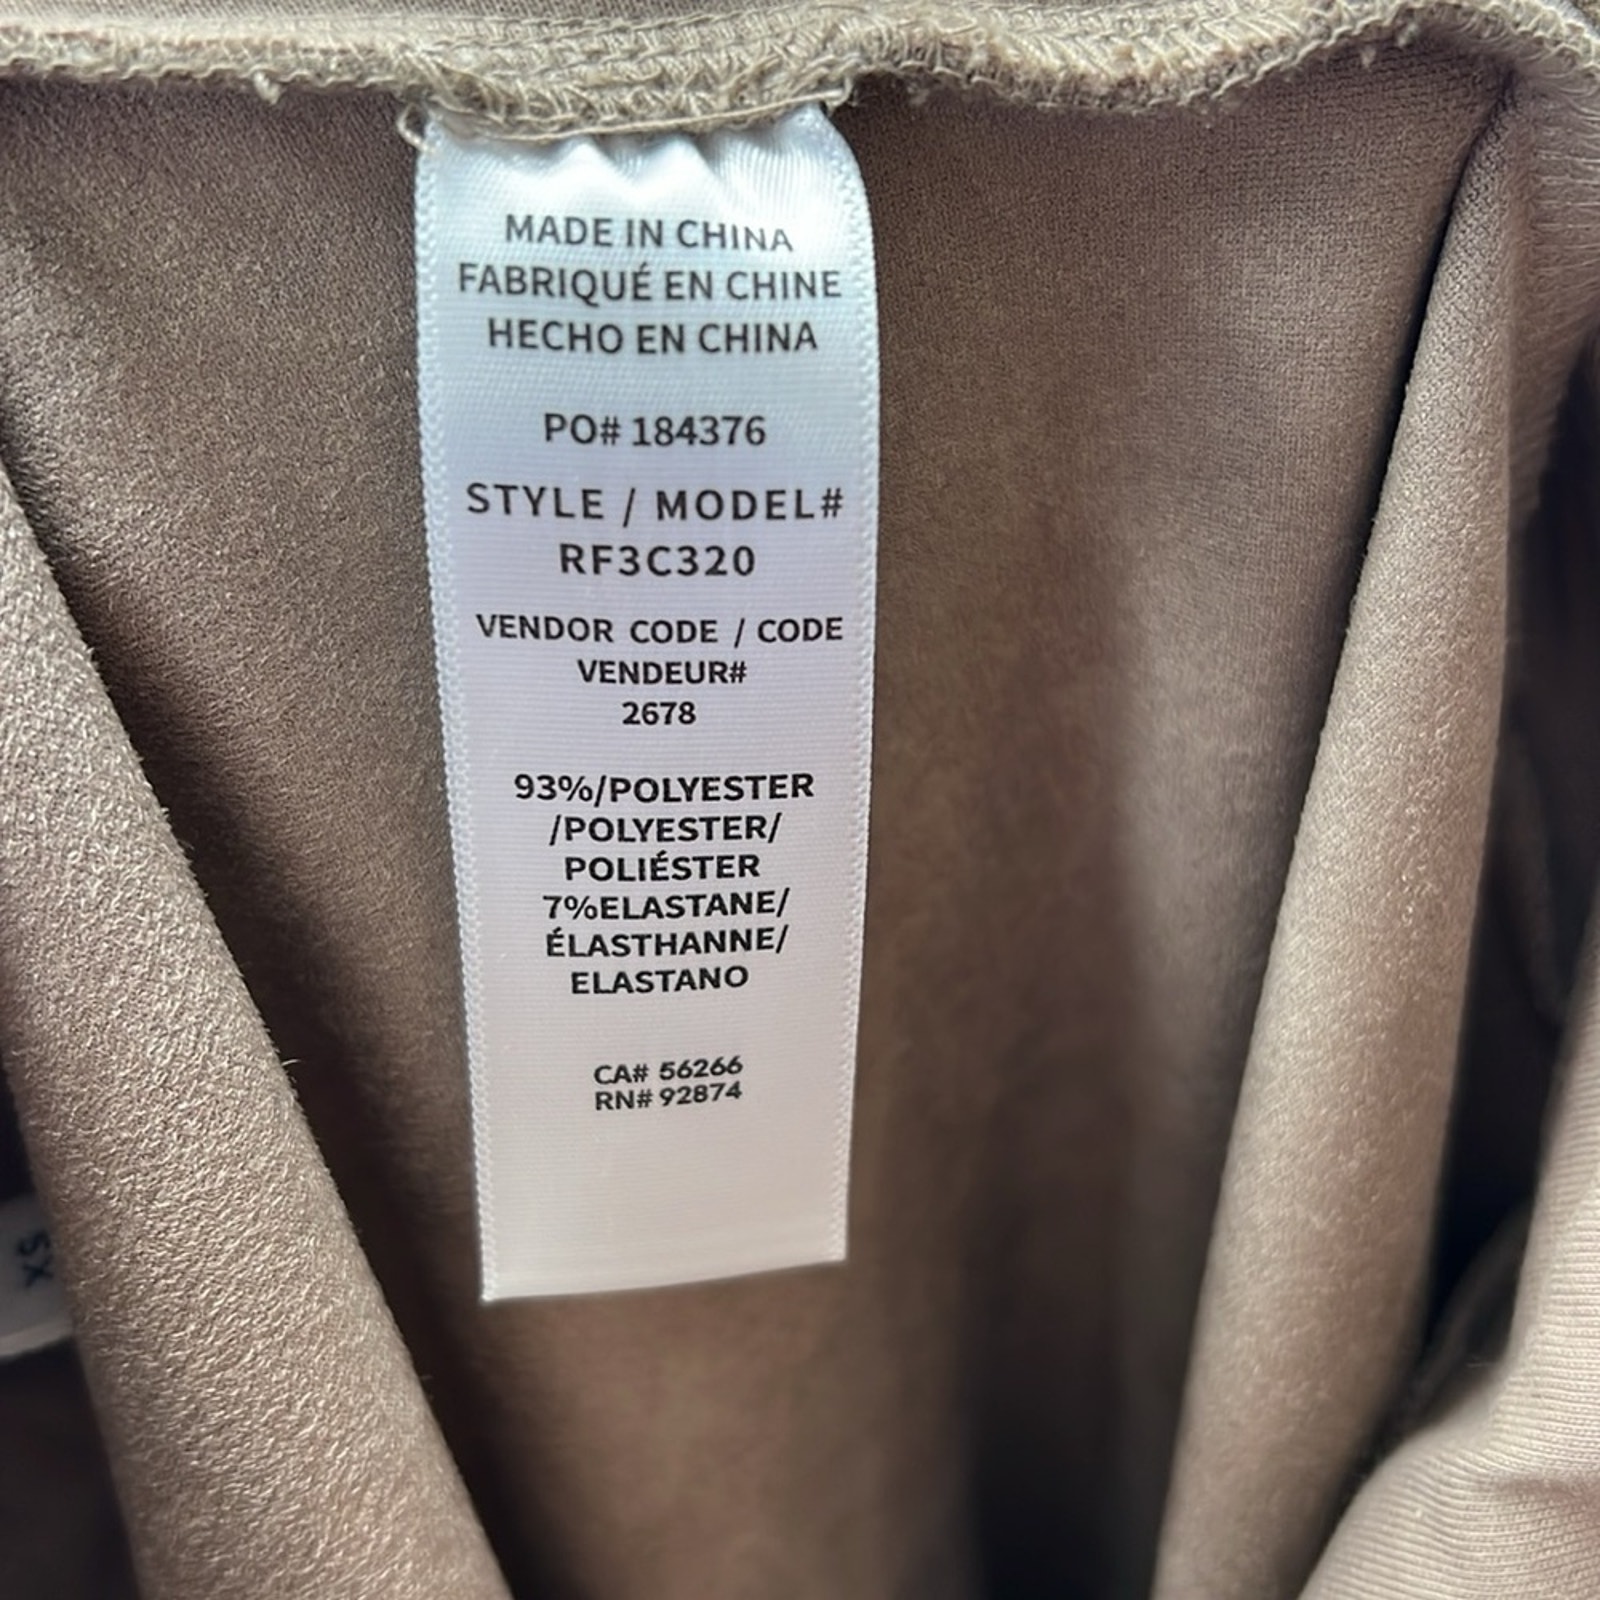 MADE IN CHINA
FABRIQUÉ EN CHINE
HECHO EN CHINA
PO# 184376
STYLE / MODEL#
RF3C320
VENDOR CODE / CODE
VENDEUR#
2678
93%/POLYESTER
/POLYESTER/
POLIÉSTER
7%ELASTANE/
ÉLASTHANNE/
ELASTANO
CA# 56266
RN# 92874
XS